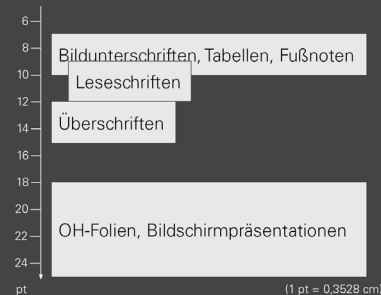 6
8
Bildunterschriften, Tabellen, Fußnoten
10
Leseschriften
12
Überschriften
14
16
18
20
22
OH-Folien, Bildschirmpräsentationen
24
pt
(1 pt = 0,3528 cm)